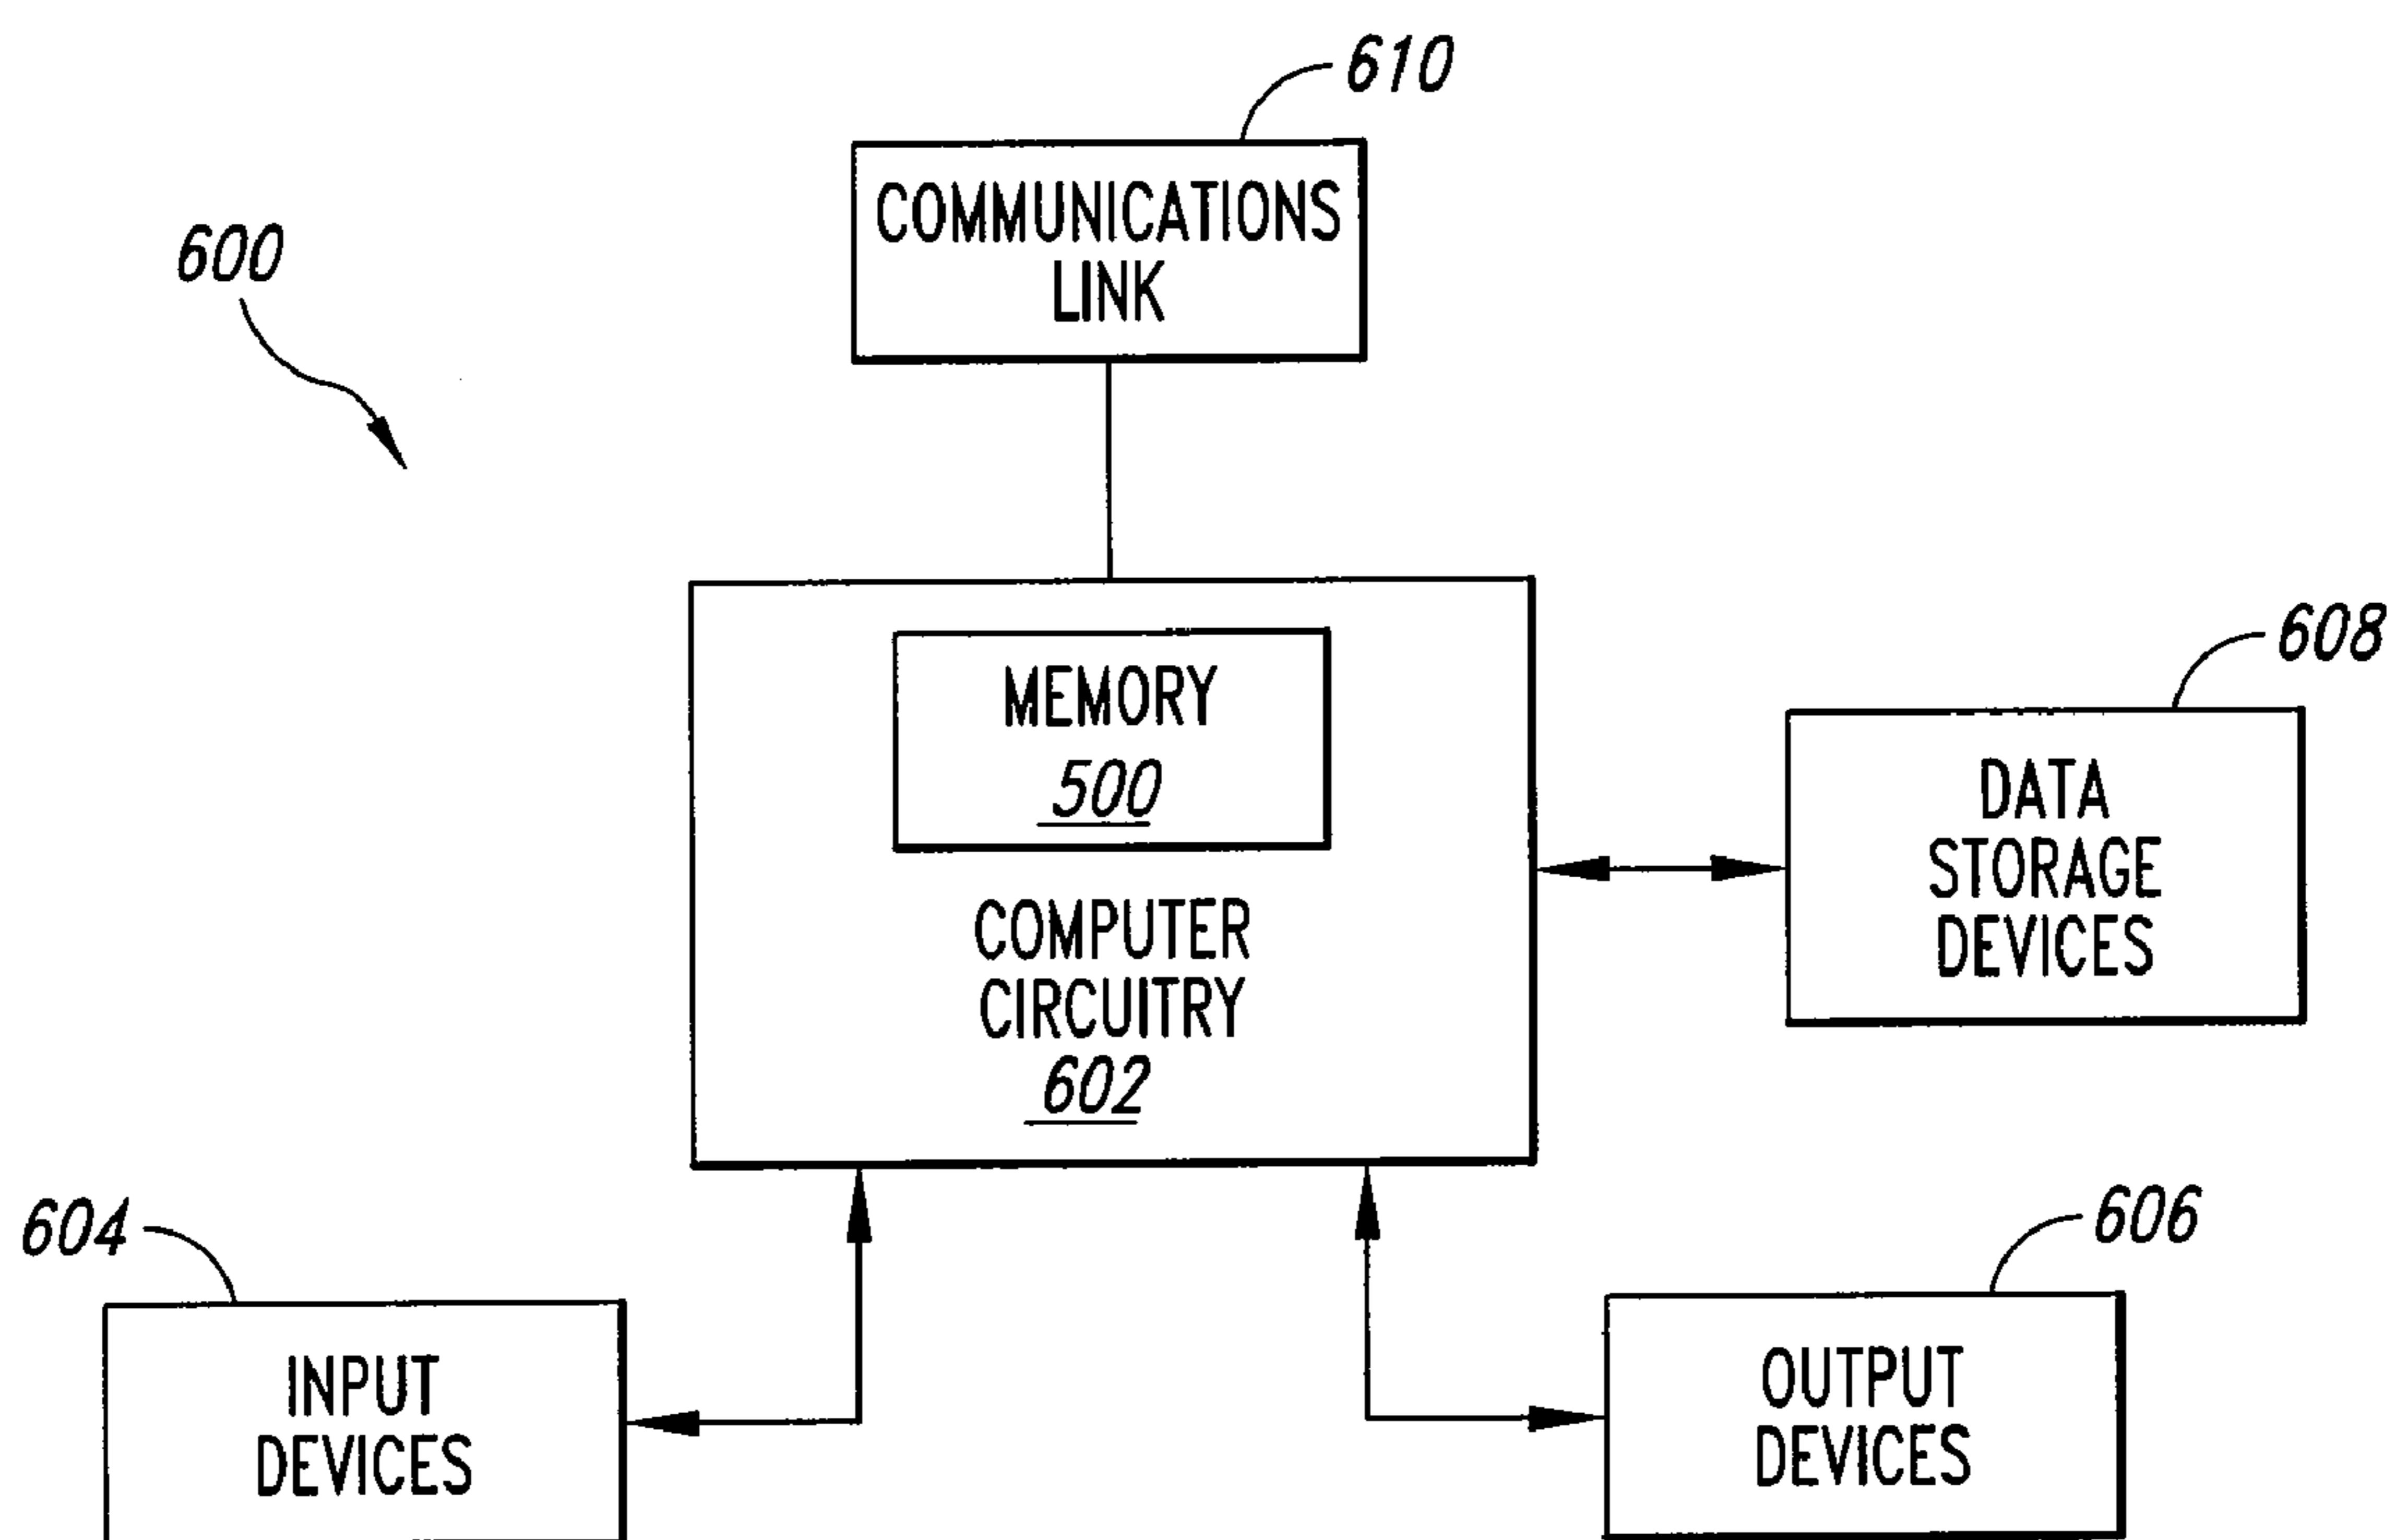 610
COMMUNICATIONS
LINK
600
MEMORY
500
608
DATA
STORAGE
DEVICES
COMPUTER
CIRCUITRY
602
604
606
INPUT
DEVICES
OUTPUT
DEVICES